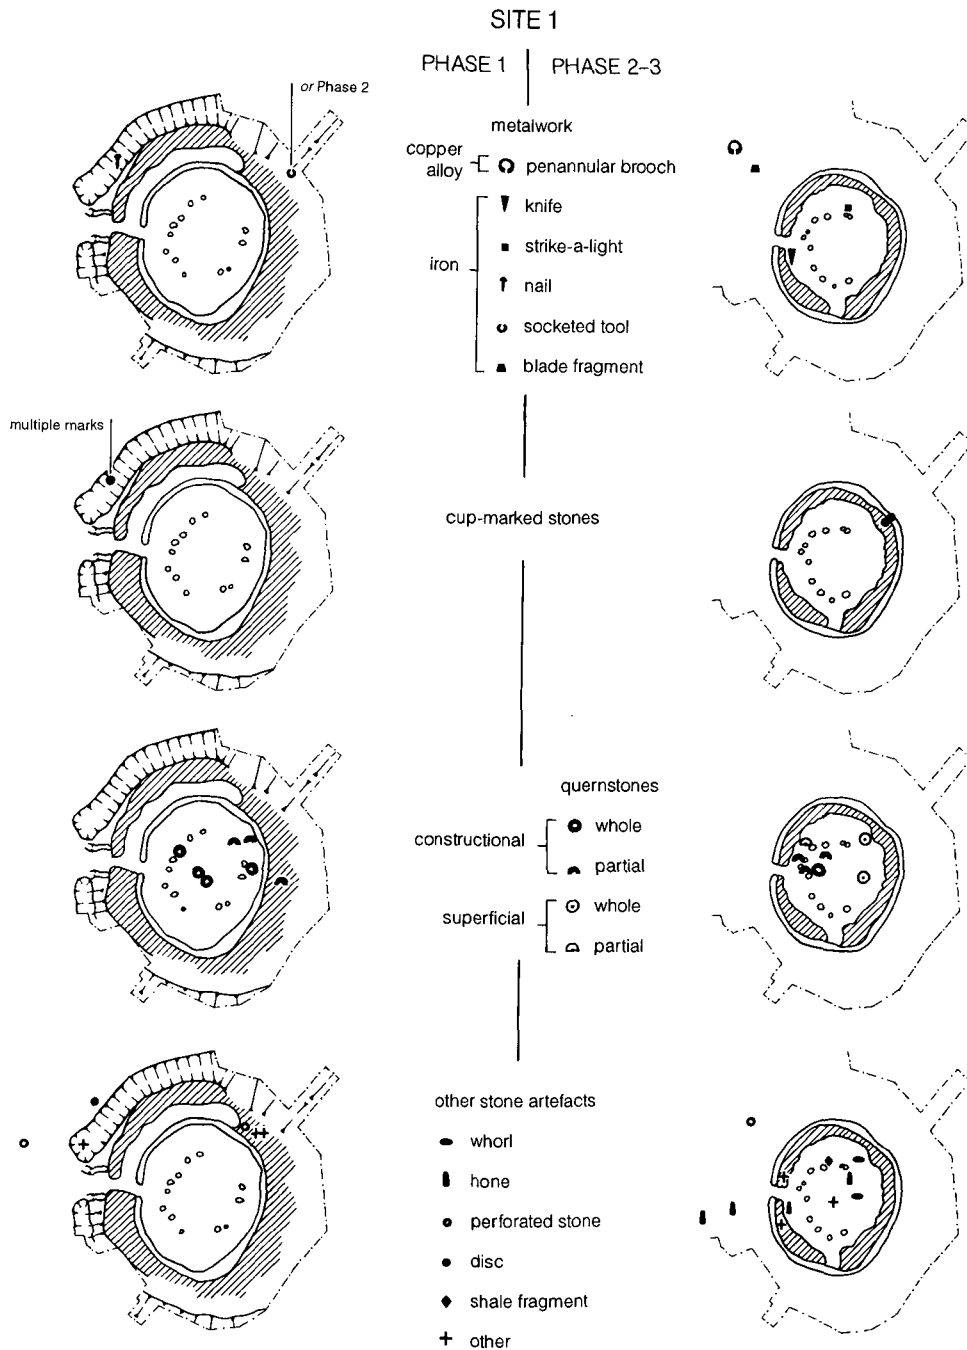 SITE 1
PHASE 1 PHASE 2–3
or Phase 2
metalwork
copper alloy
penannular brooch
iron
knife
strike-a-light
nail
socketed tool
blade fragment
multiple marks
cup-marked stones
quernstones
constructional
whole
partial
superficial
whole
partial
other stone artefacts
whorl
hone
perforated stone
disc
shale fragment
other